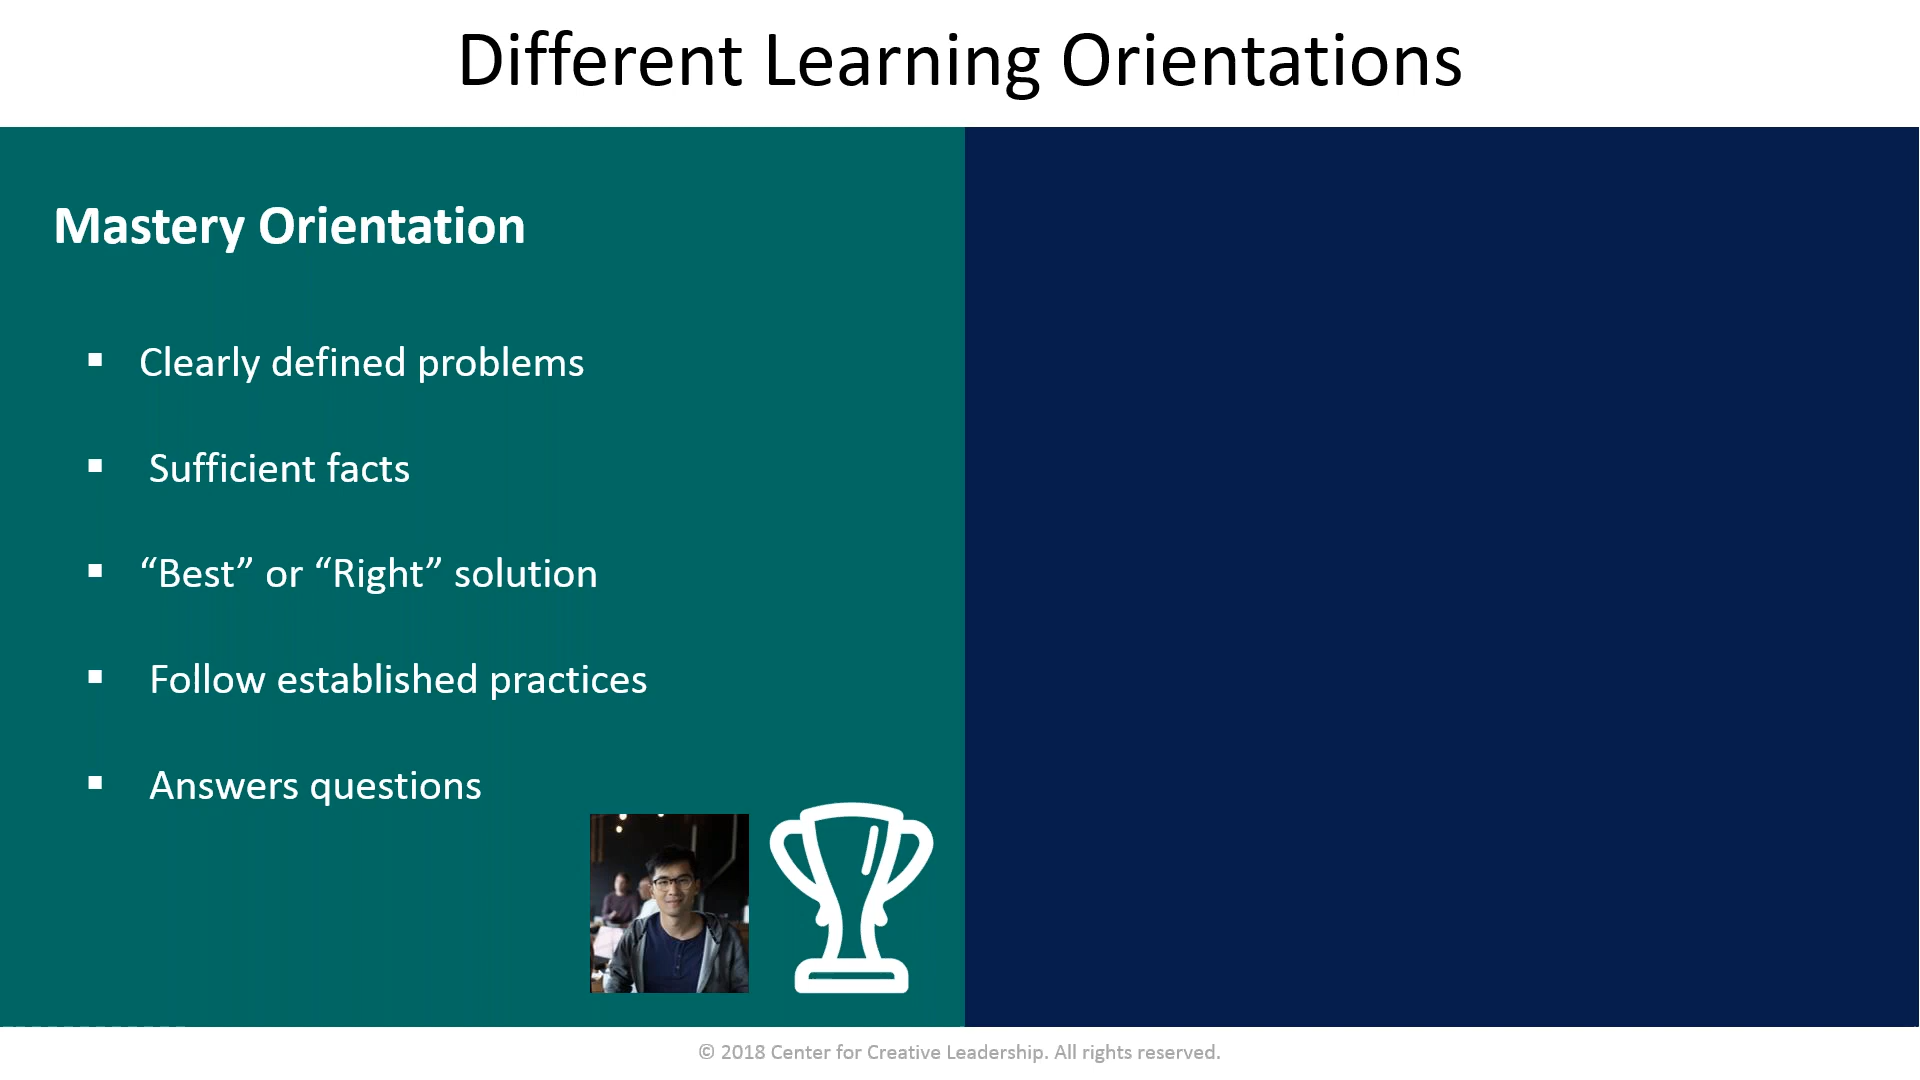 Different Learning Orientations
Mastery Orientation
▪ Clearly defined problems
▪ Sufficient facts
▪ “Best” or “Right” solution
▪ Follow established practices
▪ Answers questions
© 2018 Center for Creative Leadership. All rights reserved.